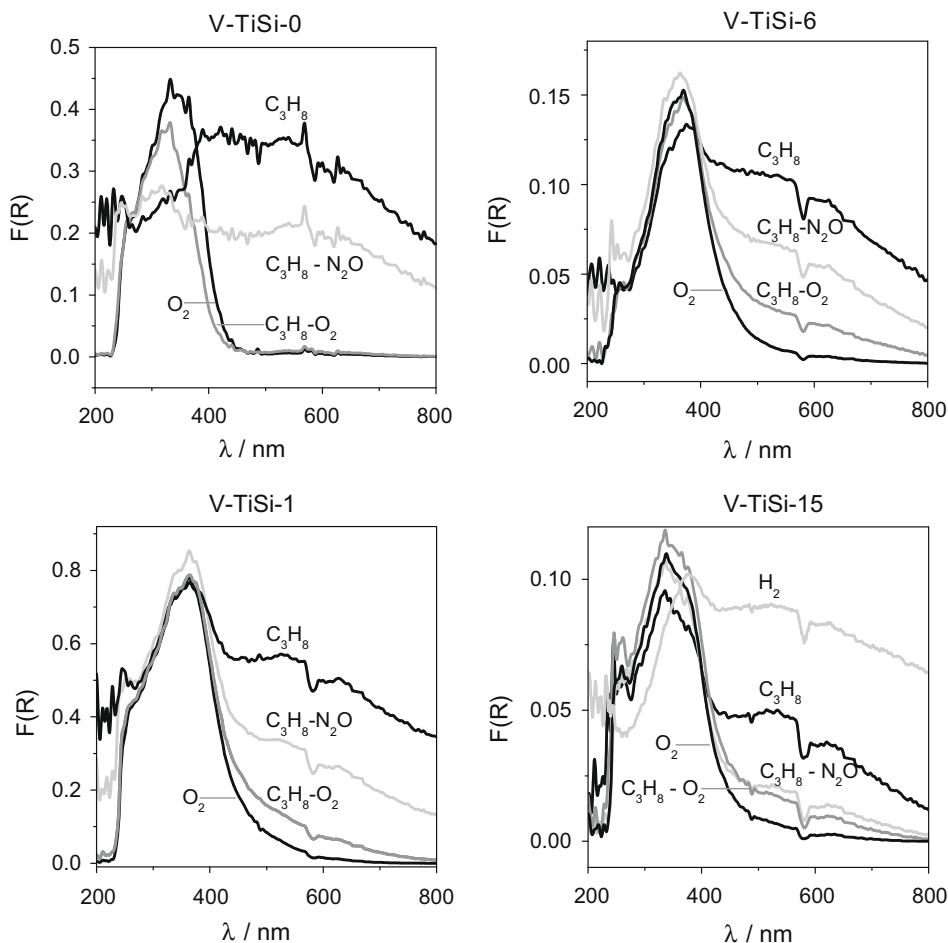 V-TiSi-0
F(R)
0.5
0.4
0.3
0.2
0.1
0.0
C₃H₈
C₃H₈ - N₂O
O₂
C₃H₈-O₂
200 400 600 800
λ / nm
V-TiSi-6
F(R)
0.15
0.10
0.05
0.00
C₃H₈
C₃H₈-N₂O
C₃H₈-O₂
O₂
200 400 600 800
λ / nm
V-TiSi-1
F(R)
0.8
0.6
0.4
0.2
0.0
C₃H₈
C₃H₈-N₂O
O₂
C₃H₈-O₂
200 400 600 800
λ / nm
V-TiSi-15
F(R)
0.10
0.05
0.00
H₂
C₃H₈
O₂
C₃H₈ - N₂O
C₃H₈ - O₂
200 400 600 800
λ / nm